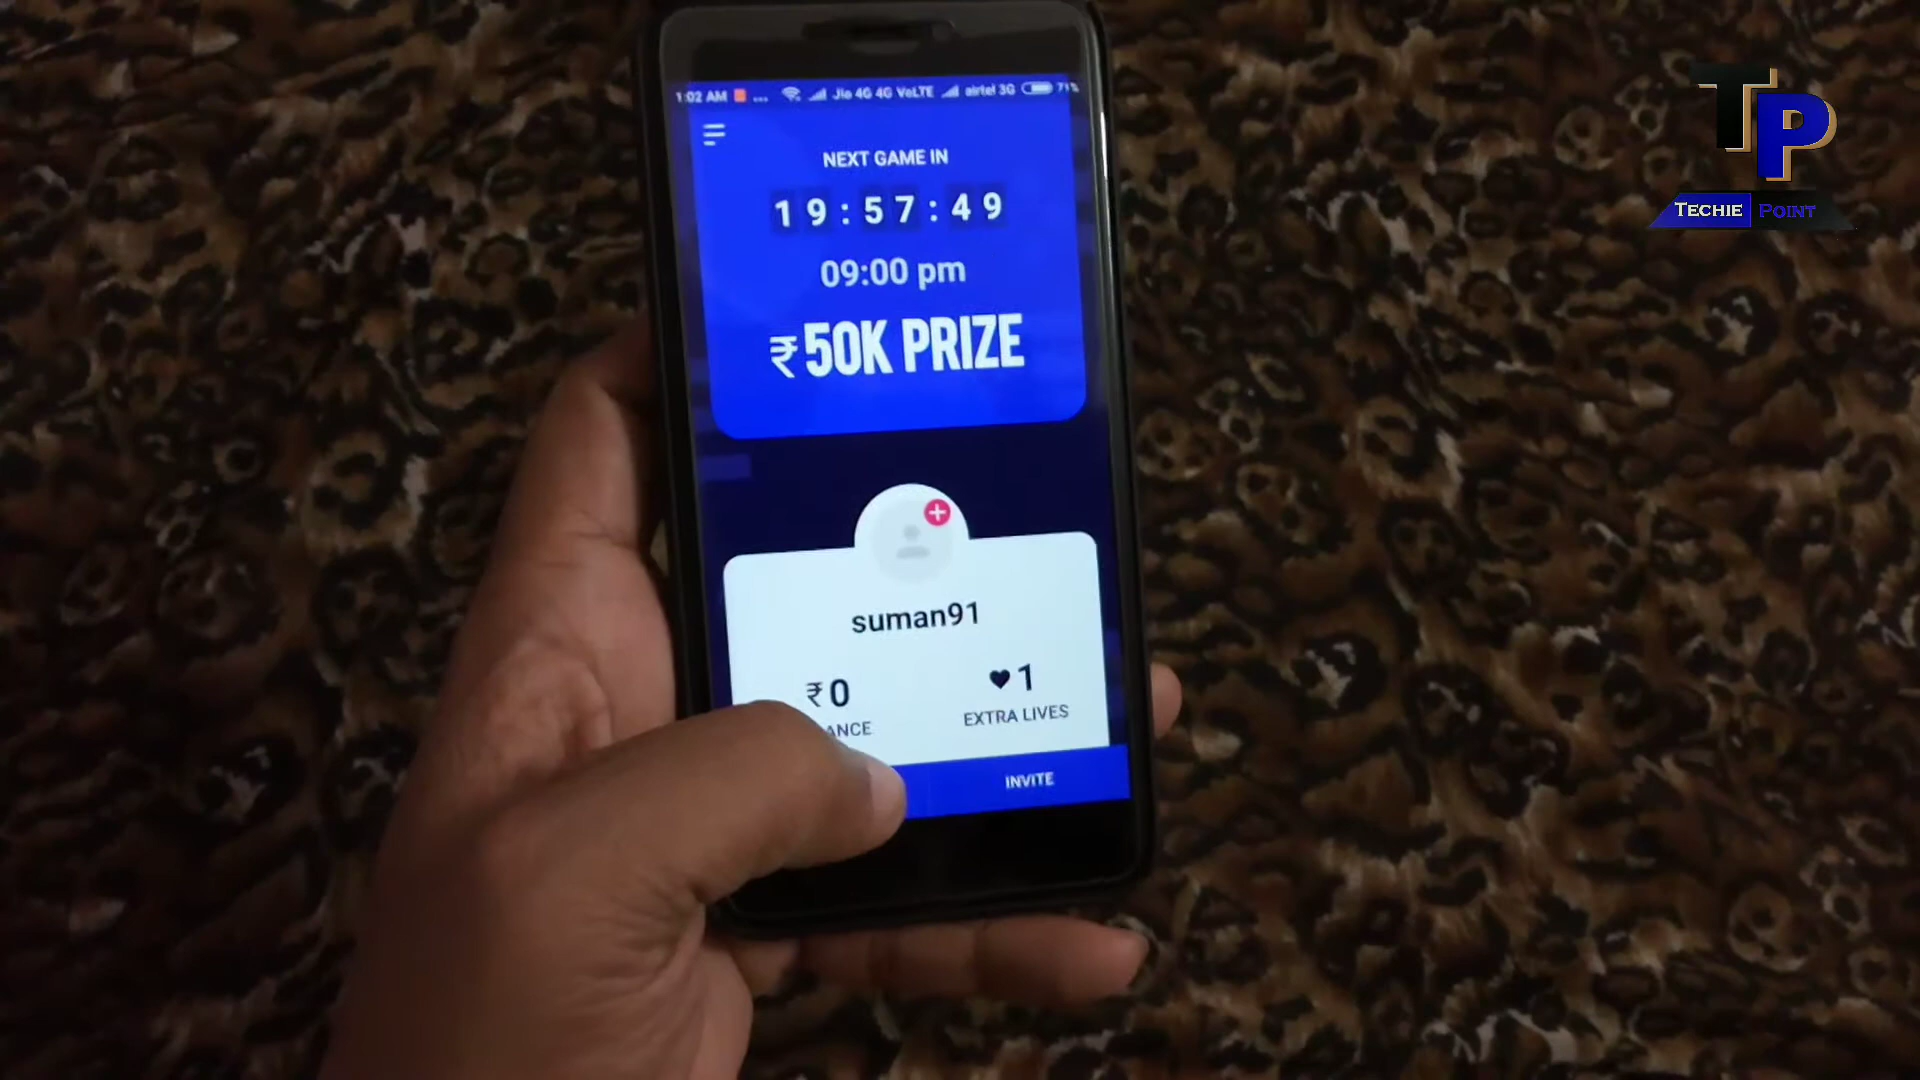 1:02 AM ... Jio 4G 4G VoLTE airtel 3G 71%
NEXT GAME IN
19:57:49
09:00 pm
₹50K PRIZE
suman91
₹0
♥1
ANCE
EXTRA LIVES
INVITE
TP
TECHIE POINT